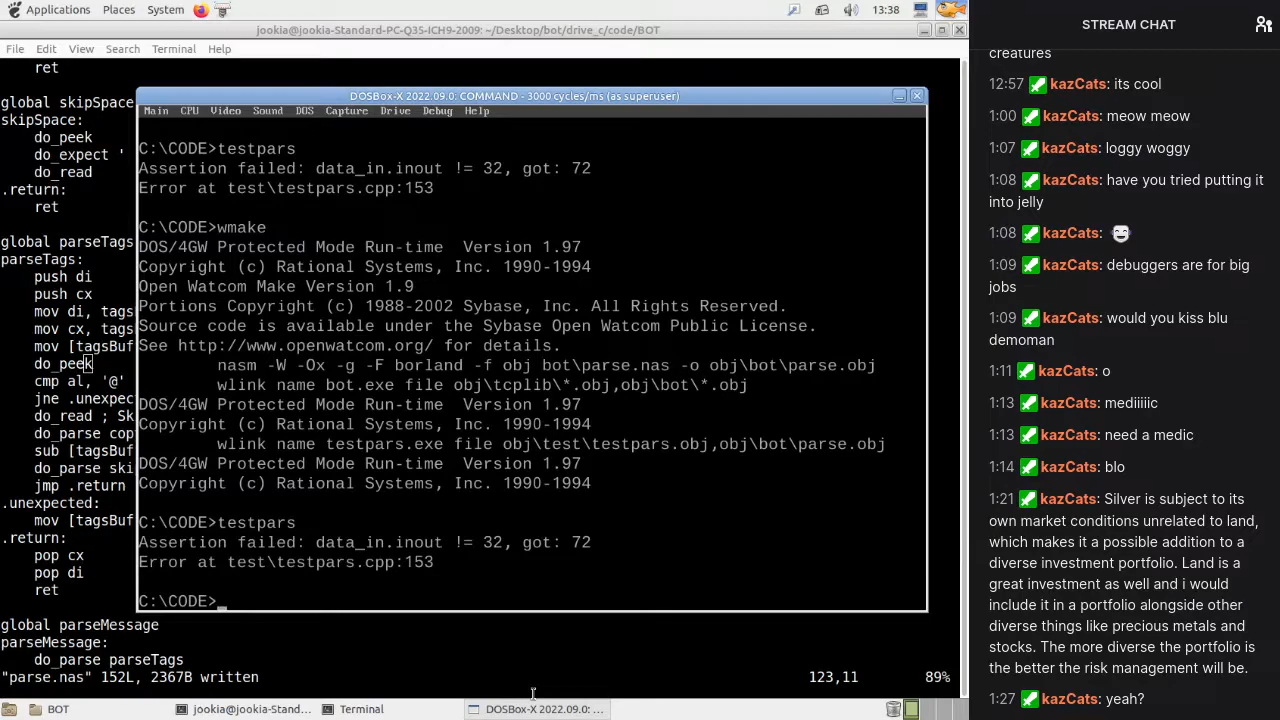 Applications Places System 13:38
jookia@jookia-Standard-PC-Q35-ICH9-2009: ~/Desktop/bot/drive_c/code/BOT
File Edit View Search Terminal Help
ret
global skipSpace
skipSpace:
do_peek
do_expect '
do_read
.return:
ret
global parseTags
parseTags:
push di
push cx
mov di, tags
mov cx, tags
mov [tagsBuf
do_peek
cmp al, '@'
jne .unexpec
do_read ; Sk
do_parse cop
sub [tagsBuf
do_parse ski
jmp .return
.unexpected:
mov [tagsBuf
.return:
pop cx
pop di
ret
global parseMessage
parseMessage:
do_parse parseTags
"parse.nas" 152L, 2367B written 123,11 89%
DOSBox-X 2022.09.0: COMMAND - 3000 cycles/ms (as superuser)
Main CPU Video Sound DOS Capture Drive Debug Help
C:\CODE>testpars
Assertion failed: data_in.inout != 32, got: 72
Error at test\testpars.cpp:153
C:\CODE>wmake
DOS/4GW Protected Mode Run-time  Version 1.97
Copyright (c) Rational Systems, Inc. 1990-1994
Open Watcom Make Version 1.9
Portions Copyright (c) 1988-2002 Sybase, Inc. All Rights Reserved.
Source code is available under the Sybase Open Watcom Public License.
See http://www.openwatcom.org/ for details.
nasm -W -Ox -g -F borland -f obj bot\parse.nas -o obj\bot\parse.obj
wlink name bot.exe file obj\tcplib\*.obj,obj\bot\*.obj
DOS/4GW Protected Mode Run-time  Version 1.97
Copyright (c) Rational Systems, Inc. 1990-1994
wlink name testpars.exe file obj\test\testpars.obj,obj\bot\parse.obj
DOS/4GW Protected Mode Run-time  Version 1.97
Copyright (c) Rational Systems, Inc. 1990-1994
C:\CODE>testpars
Assertion failed: data_in.inout != 32, got: 72
Error at test\testpars.cpp:153
C:\CODE>_
BOT jookia@jookia-Stand... Terminal DOSBox-X 2022.09.0: ...
STREAM CHAT
creatures
12:57 kazCats: its cool
1:00 kazCats: meow meow
1:07 kazCats: loggy woggy
1:08 kazCats: have you tried putting it
into jelly
1:08 kazCats:
1:09 kazCats: debuggers are for big
jobs
1:09 kazCats: would you kiss blu
demoman
1:11 kazCats: o
1:13 kazCats: mediiiiic
1:13 kazCats: need a medic
1:14 kazCats: blo
1:21 kazCats: Silver is subject to its
own market conditions unrelated to land,
which makes it a possible addition to a
diverse investment portfolio. Land is a
great investment as well and i would
include it in a portfolio alongside other
diverse things like precious metals and
stocks. The more diverse the portfolio is
the better the risk management will be.
1:27 kazCats: yeah?